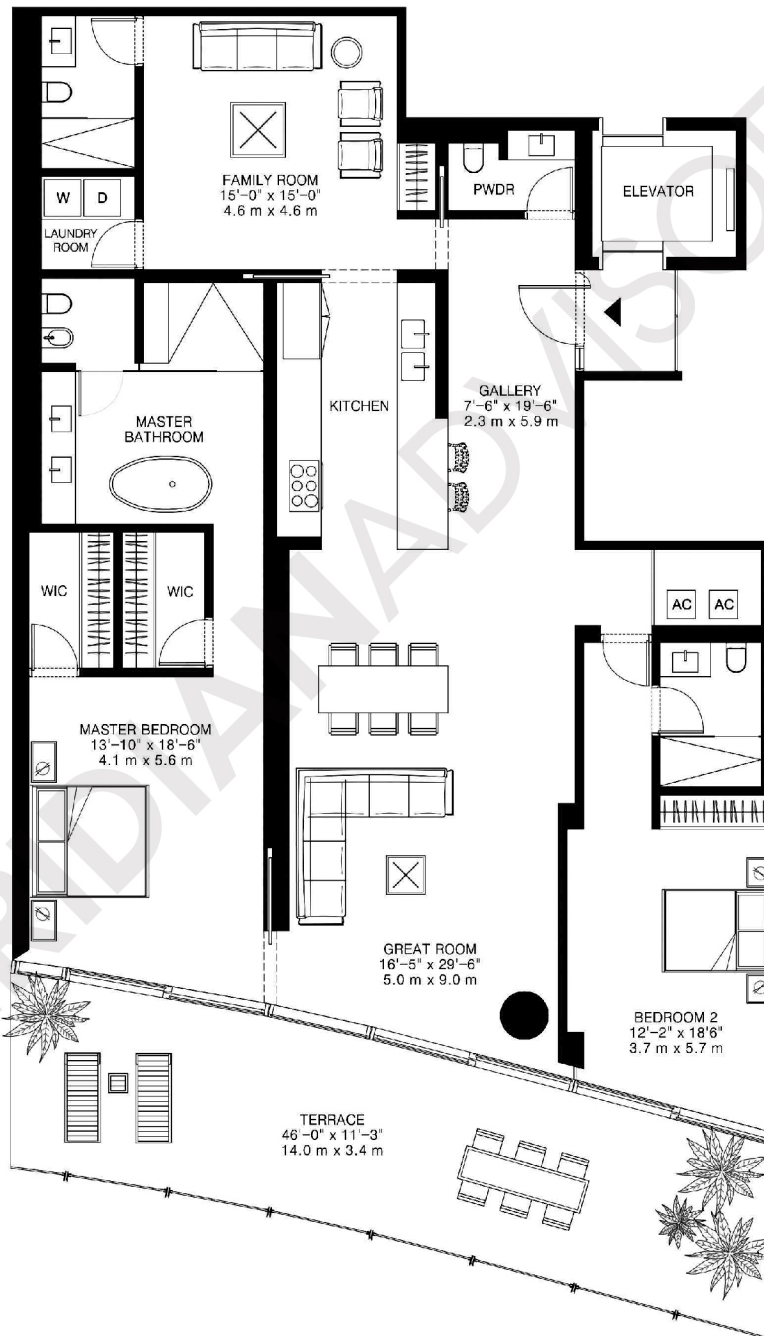 FAMILY ROOM
15'-0" x 15'-0"
4.6 m x 4.6 m
PWDR
ELEVATOR
W D
LAUNDRY
ROOM
KITCHEN
GALLERY
7'-6" x 19'-6"
2.3 m x 5.9 m
MASTER
BATHROOM
WIC
WIC
AC AC
MASTER BEDROOM
13'-10" x 18'-6"
4.1 m x 5.6 m
GREAT ROOM
16'-5" x 29'-6"
5.0 m x 9.0 m
BEDROOM 2
12'-2" x 18'6"
3.7 m x 5.7 m
TERRACE
46'-0" x 11'-3"
14.0 m x 3.4 m
RIDIANADVISO